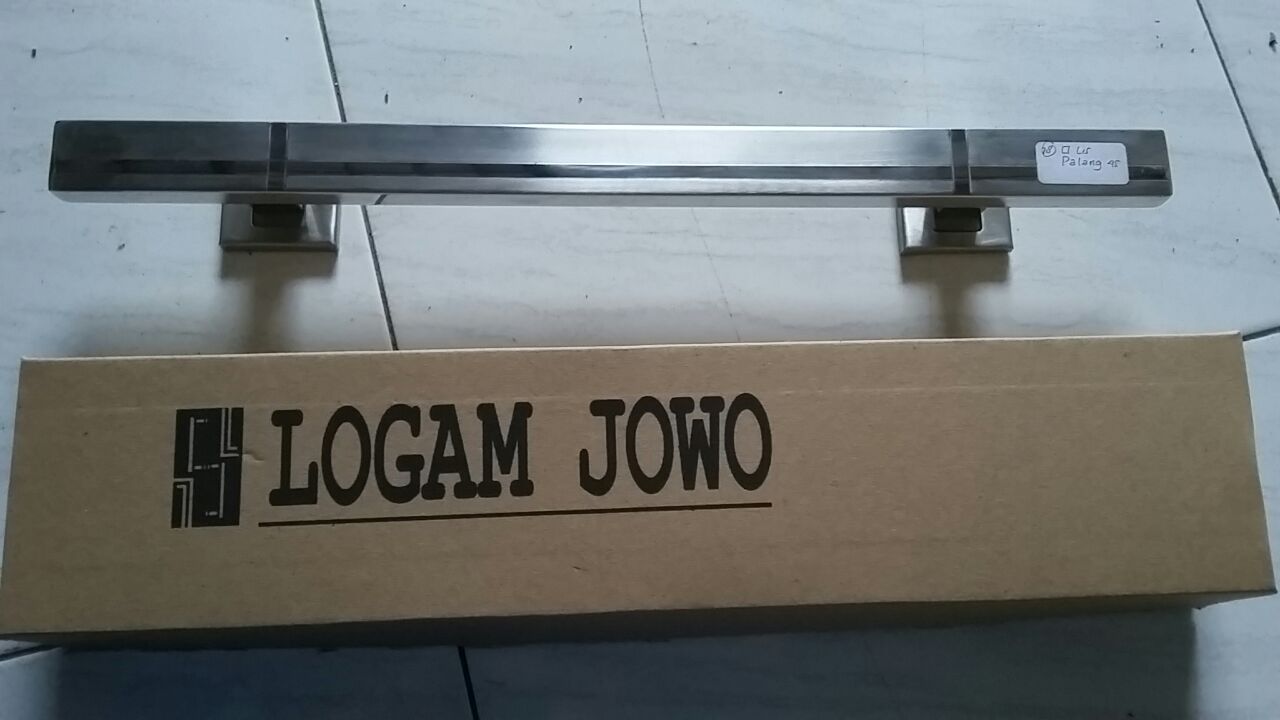 □ Lis
Palang 45
LOGAM JOWO